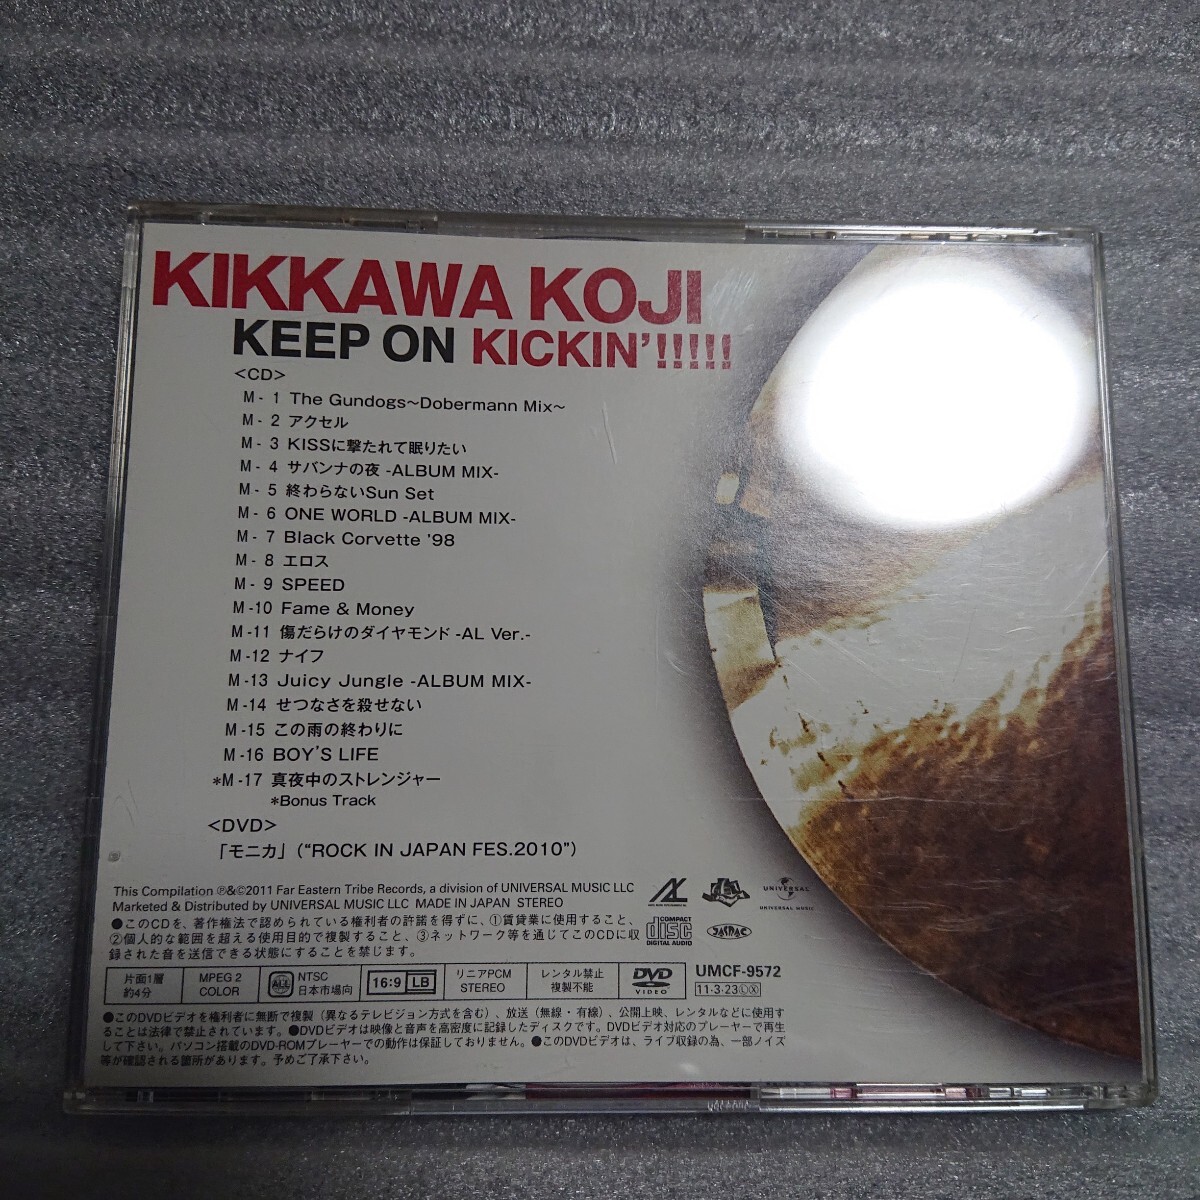 KIKKAWA KOJI
KEEP ON KICKIN'!!!!!
<CD>
M- 1 The Gundogs～Dobermann Mix～
M- 2 アクセル
M- 3 KISSに撃たれて眠りたい
M- 4 サバンナの夜 -ALBUM MIX-
M- 5 終わらないSun Set
M- 6 ONE WORLD -ALBUM MIX-
M- 7 Black Corvette '98
M- 8 エロス
M- 9 SPEED
M-10 Fame & Money
M-11 傷だらけのダイヤモンド -AL Ver.-
M-12 ナイフ
M-13 Juicy Jungle -ALBUM MIX-
M-14 せつなさを殺せない
M-15 この雨の終わりに
M-16 BOY'S LIFE
*M-17 真夜中のストレンジャー
*Bonus Track
<DVD>
「モニカ」(“ROCK IN JAPAN FES.2010”)
This Compilation ℗&©2011 Far Eastern Tribe Records, a division of UNIVERSAL MUSIC LLC
Marketed & Distributed by UNIVERSAL MUSIC LLC MADE IN JAPAN STEREO
UNIVERSAL
UNIVERSAL MUSIC
●このCDを、著作権法で認められている権利者の許諾を得ずに、①賃貸業に使用すること、
②個人的な範囲を超える使用目的で複製すること、③ネットワーク等を通じてこのCDに収
録された音を送信できる状態にすることを禁じます。
COMPACT
disc
DIGITAL AUDIO
JASRAC
片面1層
約4分
MPEG 2
COLOR
ALL
NTSC
日本市場向
16:9 LB
リニアPCM
STEREO
レンタル禁止
複製不能
DVD
VIDEO
UMCF-9572
11･3･23ⓁⓍ
●このDVDビデオを権利者に無断で複製（異なるテレビジョン方式を含む）、放送（無線・有線）、公開上映、レンタルなどに使用す
ることは法律で禁止されています。●DVDビデオは映像と音声を高密度に記録したディスクです。DVDビデオ対応のプレーヤーで再生
して下さい。パソコン搭載のDVD-ROMプレーヤーでの動作は保証しておりません。●このDVDビデオは、ライブ収録の為、一部ノイズ
等が確認される箇所があります。予めご了承下さい。